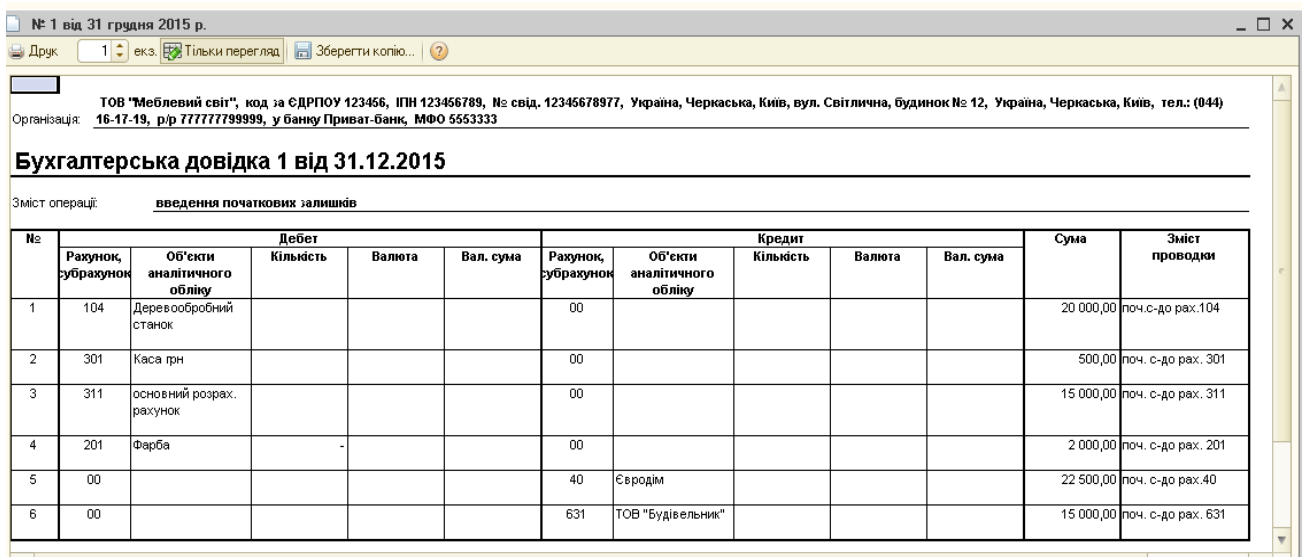 № 1 від 31 грудня 2015 р.
Друк 1 екз. Тільки перегляд Зберегти копію...
ТОВ "Меблевий світ", код за ЄДРПОУ 123456, ІПН 123456789, № свід. 12345678977, Україна, Черкаська, Київ, вул. Світлична, будинок № 12, Україна, Черкаська, Київ, тел.: (044)
Організація: 16-17-19, р/р 777777799999, у банку Приват-банк, МФО 5553333
Бухгалтерська довідка 1 від 31.12.2015
Зміст операції: введення початкових залишків
№ Дебет Кредит Сума Зміст
Рахунок, Об'єкти Кількість Валюта Вал. сума Рахунок, Об'єкти Кількість Валюта Вал. сума проводки
субрахунок аналітичного субрахунок аналітичного
обліку обліку
1 104 Деревообробний 00 20 000,00 поч.с-до рах.104
станок
2 301 Каса грн 00 500,00 поч. с-до рах. 301
3 311 основний розрах. 00 15 000,00 поч. с-до рах. 311
рахунок
4 201 Фарба - 00 2 000,00 поч. с-до рах. 201
5 00 40 Євродім 22 500,00 поч. с-до рах.40
6 00 631 ТОВ "Будівельник" 15 000,00 поч. с-до рах. 631